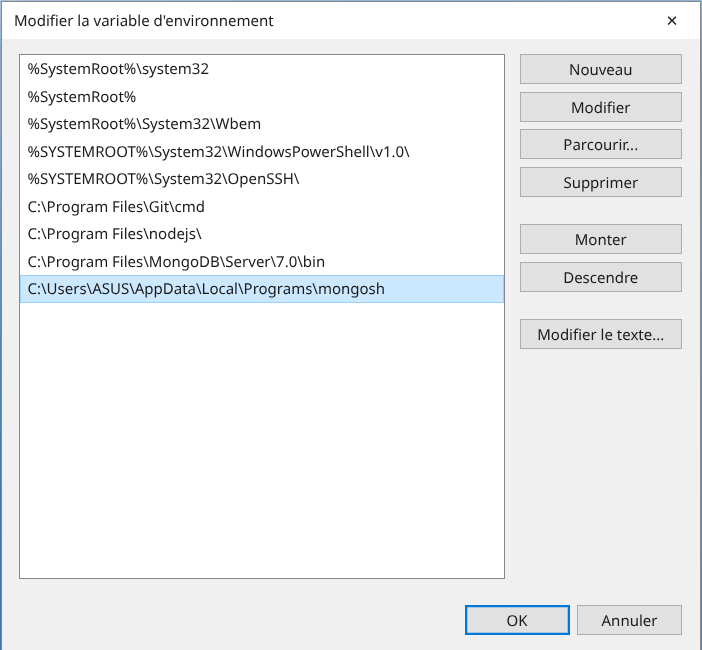 Modifier la variable d'environnement
%SystemRoot%\system32
%SystemRoot%
%SystemRoot%\System32\Wbem
%SYSTEMROOT%\System32\WindowsPowerShell\v1.0\
%SYSTEMROOT%\System32\OpenSSH\
C:\Program Files\Git\cmd
C:\Program Files\nodejs\
C:\Program Files\MongoDB\Server\7.0\bin
C:\Users\ASUS\AppData\Local\Programs\mongosh
Nouveau
Modifier
Parcourir...
Supprimer
Monter
Descendre
Modifier le texte...
OK
Annuler